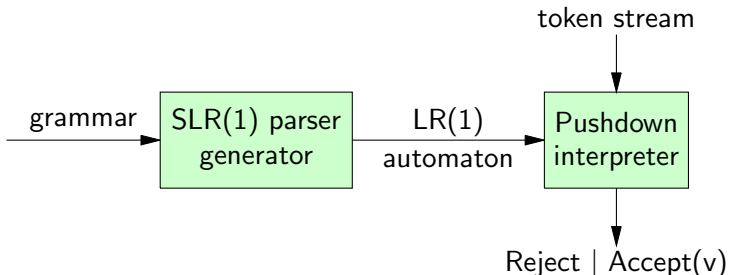 token stream
grammar
SLR(1) parser
generator
LR(1)
automaton
Pushdown
interpreter
Reject | Accept(v)